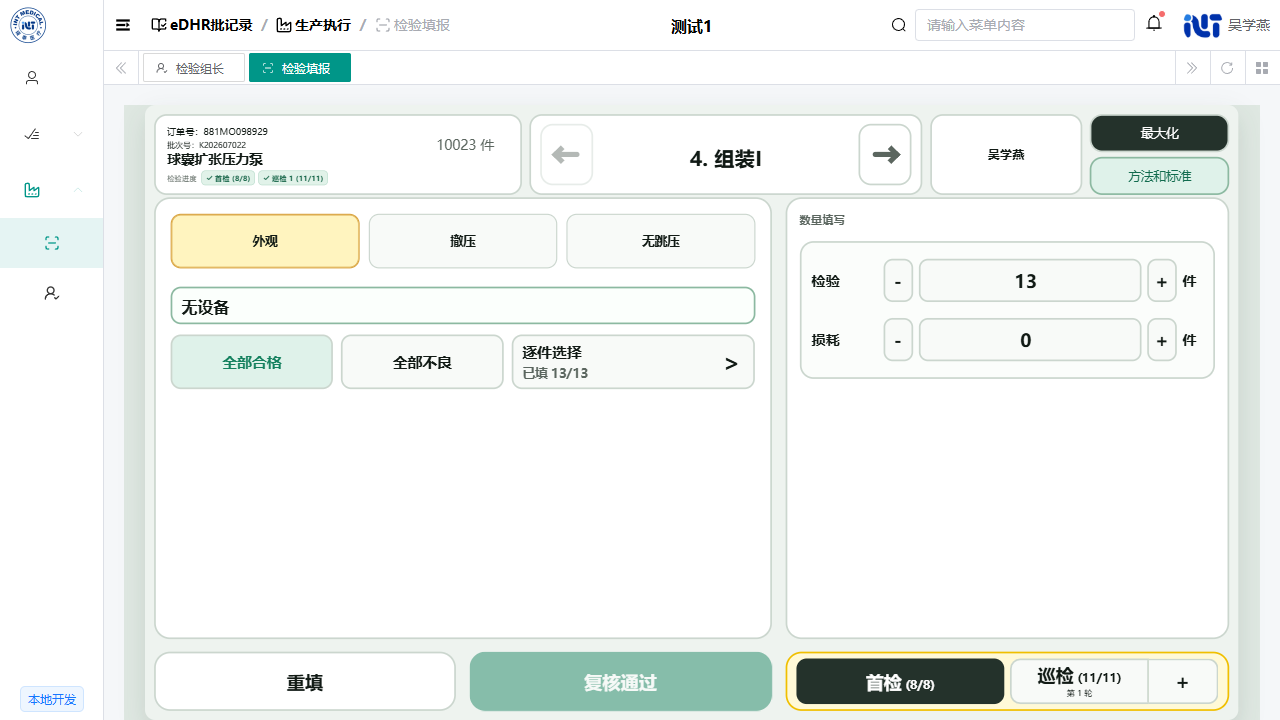 eDHR批记录 / 生产执行 / 检验填报
测试1
请输入菜单内容
吴学燕
检验组长
检验填报
订单号：881MO098929
批次号：K202607022
球囊扩张压力泵
10023 件
检验进度 首检 (8/8) 巡检 1 (11/11)
4. 组装Ⅰ
吴学燕
最大化
方法和标准
外观
撤压
无跳压
无设备
全部合格
全部不良
逐件选择
已填 13/13
>
数量填写
检验 - 13 + 件
损耗 - 0 + 件
重填
复核通过
首检 (8/8)
巡检 (11/11)
第 1 轮
+
本地开发